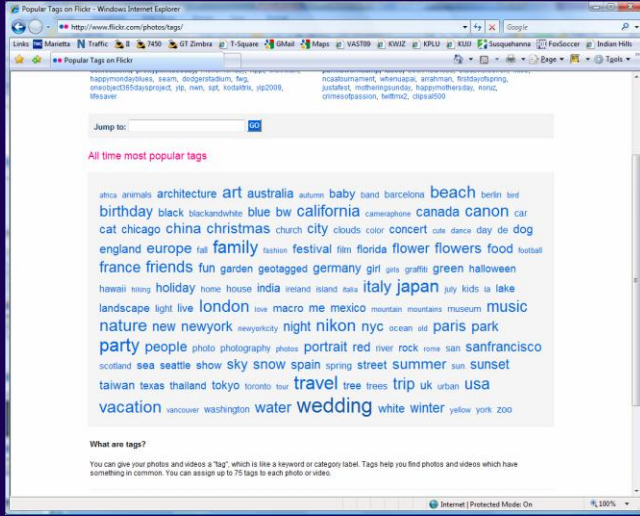 Popular Tags on Flickr - Windows Internet Explorer
http://www.flickr.com/photos/tags/
Google
Links Marietta Traffic 8 7450 GT Zimbra T-Square GMail Maps VAST09 KWJZ KPLU KUIU Susquehanna FoxSoccer Indian Hills
Popular Tags on Flickr
Page Tools
happymondayblues, seam, dodgerstadium, fwg,
ncaatournament, whenuapai, arrahman, firstdayofspring,
oneobject365daysproject, yip, nwn, spt, kodaktrix, yip2009,
justafest, motheringsunday, happymothersday, noruz,
lifesaver
crimesofpassion, twittmx2, clipsal500
Jump to: GO
All time most popular tags
africa animals architecture art australia autumn baby band barcelona beach berlin bird
birthday black blackandwhite blue bw california cameraphone canada canon car
cat chicago china christmas church city clouds color concert cute dance day de dog
england europe fall family fashion festival film florida flower flowers food football
france friends fun garden geotagged germany girl girls graffiti green halloween
hawaii hiking holiday home house india ireland island italia italy japan july kids la lake
landscape light live london love macro me mexico mountain mountains museum music
nature new newyork newyorkcity night nikon nyc ocean old paris park
party people photo photography photos portrait red river rock rome san sanfrancisco
scotland sea seattle show sky snow spain spring street summer sun sunset
taiwan texas thailand tokyo toronto tour travel tree trees trip uk urban usa
vacation vancouver washington water wedding white winter yellow york zoo
What are tags?
You can give your photos and videos a "tag", which is like a keyword or category label. Tags help you find photos and videos which have
something in common. You can assign up to 75 tags to each photo or video.
Internet | Protected Mode: On 100%